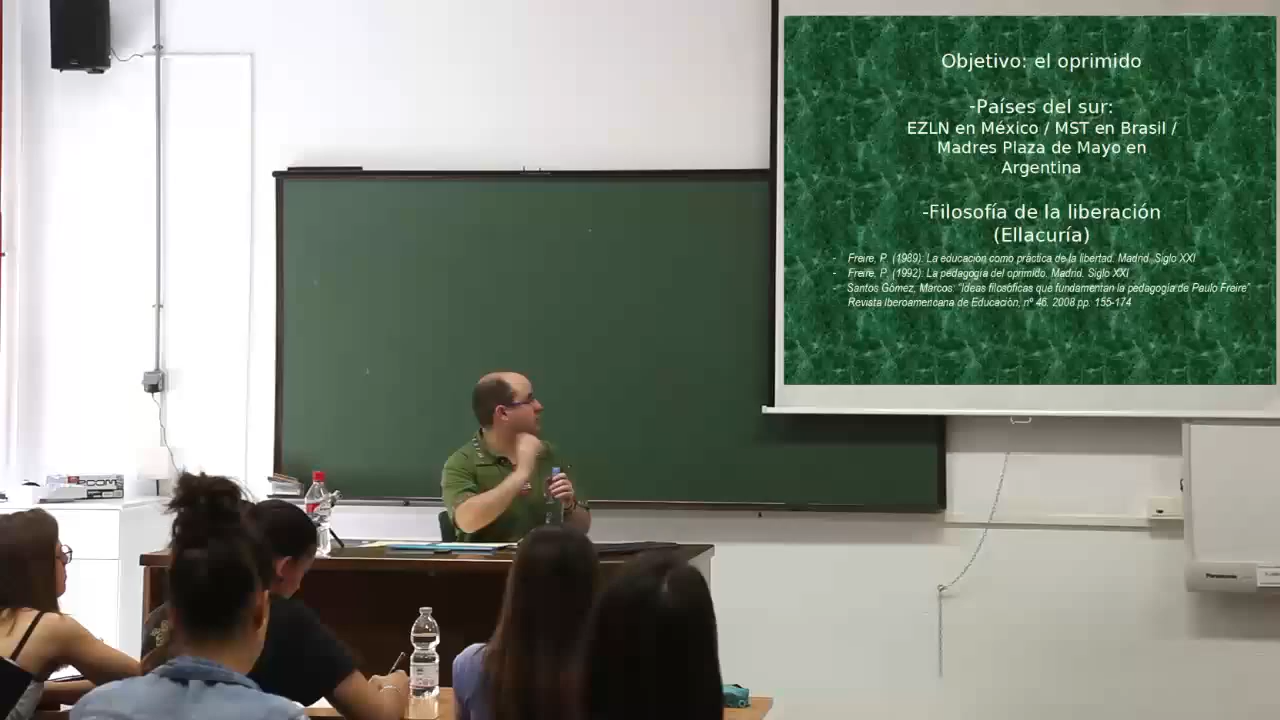 Objetivo: el oprimido
-Países del sur:
EZLN en México / MST en Brasil /
Madres Plaza de Mayo en
Argentina
-Filosofía de la liberación
(Ellacuría)
- Freire, P. (1989): La educación como práctica de la libertad. Madrid. Siglo XXI
- Freire, P. (1992): La pedagogía del oprimido. Madrid. Siglo XXI
- Santos Gómez, Marcos: "Ideas filosóficas que fundamentan la pedagogía de Paulo Freire"
Revista Iberoamericana de Educación, nº 46. 2008 pp. 155-174
Panasonic